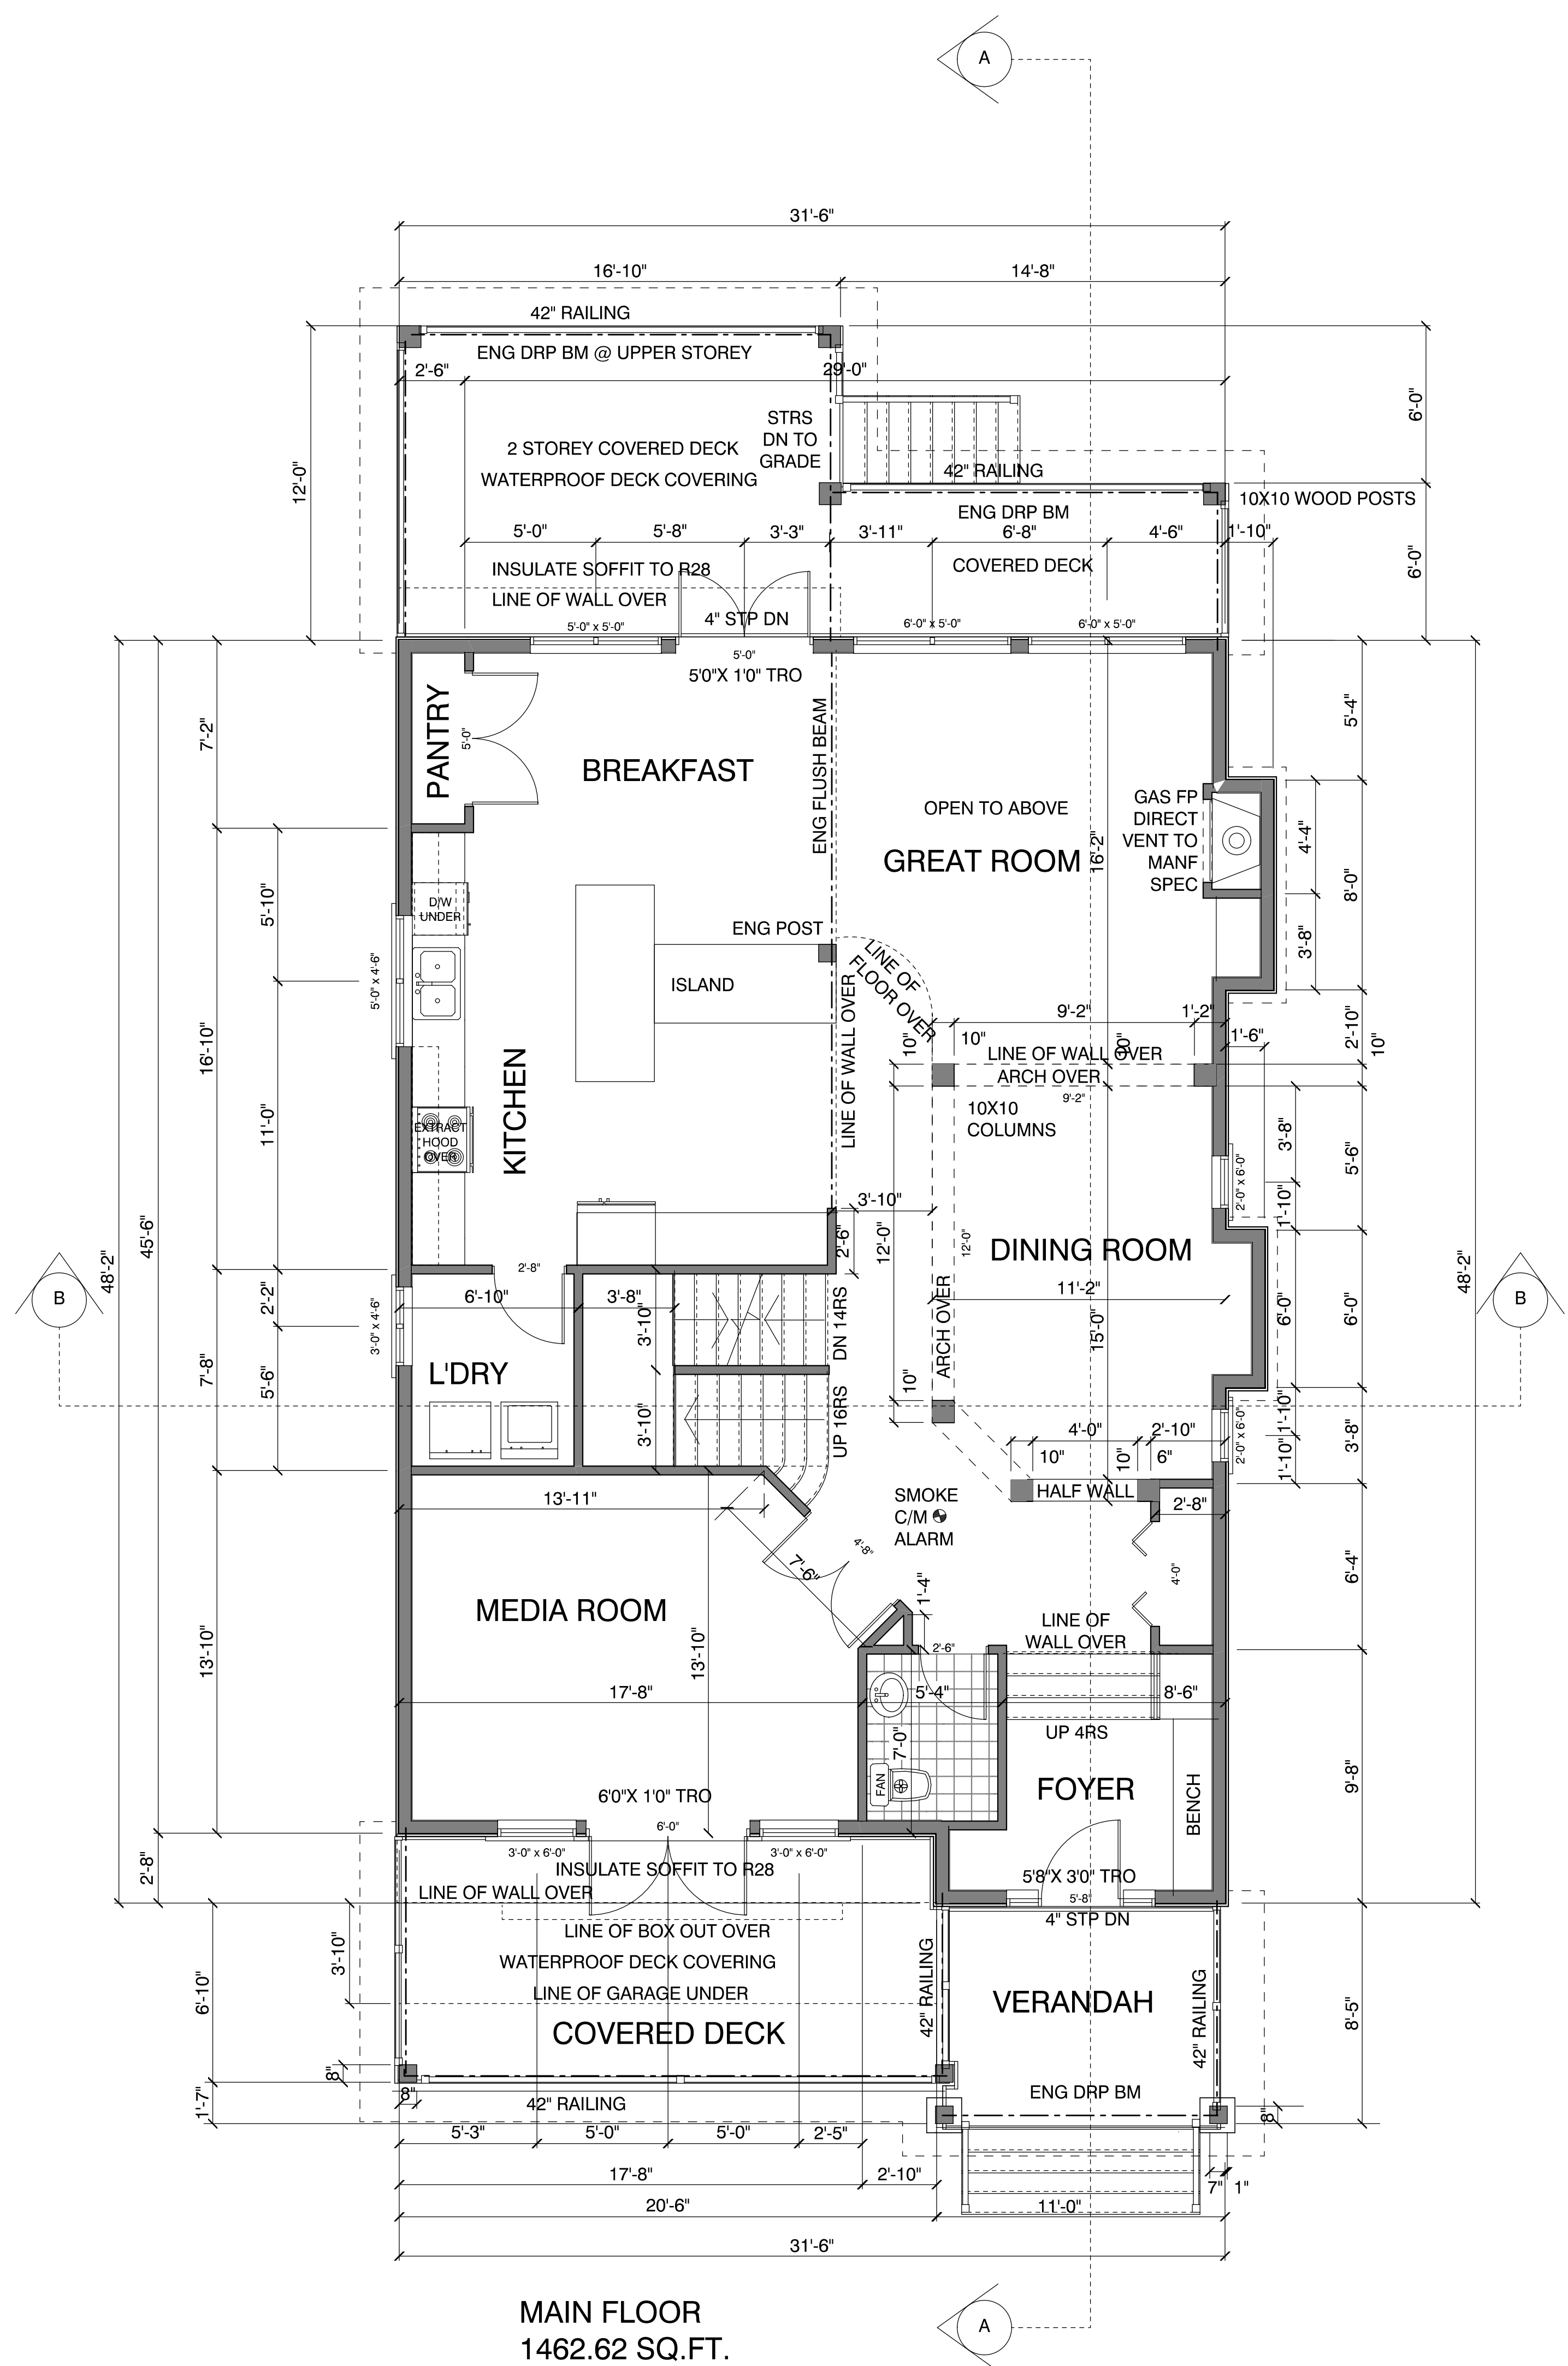 A
31'-6"
16'-10"
14'-8"
42" RAILING
ENG DRP BM @ UPPER STOREY
2'-6"
29'-0"
6'-0"
12'-0"
STRS
DN TO
GRADE
2 STOREY COVERED DECK
WATERPROOF DECK COVERING
42" RAILING
10X10 WOOD POSTS
ENG DRP BM
5'-0"
5'-8"
3'-3"
3'-11"
6'-8"
4'-6"
1'-10"
6'-0"
COVERED DECK
INSULATE SOFFIT TO R28
LINE OF WALL OVER
4" STP DN
5'-0" x 5'-0"
6'-0" x 5'-0"
6'-0" x 5'-0"
5'-0"
5'0"X 1'0" TRO
PANTRY
5'-0"
7'-2"
BREAKFAST
ENG FLUSH BEAM
5'-4"
OPEN TO ABOVE
GREAT ROOM
16'-2"
GAS FP
DIRECT
VENT TO
MANF
SPEC
4'-4"
8'-0"
3'-8"
5'-10"
D/W
UNDER
ENG POST
ISLAND
LINE OF
FLOOR OVER
LINE OF WALL OVER
5'-0" x 4'-6"
16'-10"
11'-0"
9'-2"
1'-2"
1'-6"
2'-10"
10"
10"
10"
10"
LINE OF WALL OVER
ARCH OVER
9'-2"
10X10
COLUMNS
KITCHEN
EXTRACT
HOOD
OVER
3'-8"
5'-6"
2'-0" x 6'-0"
1'-10"
3'-10"
2'-6"
12'-0"
12'-0"
DINING ROOM
11'-2"
15'-0"
6'-0"
6'-0"
48'-2"
45'-6"
48'-2"
B
B
2'-8"
6'-10"
3'-8"
3'-10"
DN 14RS
ARCH OVER
2'-2"
3'-0" x 4'-6"
7'-8"
5'-6"
L'DRY
3'-10"
UP 16RS
10"
1'-10"
1'-10"
3'-8"
2'-0" x 6'-0"
4'-0"
2'-10"
10"
10"
6"
HALF WALL
2'-8"
13'-11"
SMOKE
C/M
ALARM
4'-8"
7'-6"
4'-0"
6'-4"
1'-4"
MEDIA ROOM
13'-10"
13'-10"
LINE OF
WALL OVER
2'-6"
17'-8"
5'-4"
8'-6"
UP 4RS
7'-0"
FAN
FOYER
BENCH
9'-8"
6'0"X 1'0" TRO
6'-0"
3'-0" x 6'-0"
3'-0" x 6'-0"
INSULATE SOFFIT TO R28
LINE OF WALL OVER
5'8"X 3'0" TRO
5'-8"
4" STP DN
2'-8"
LINE OF BOX OUT OVER
WATERPROOF DECK COVERING
LINE OF GARAGE UNDER
COVERED DECK
3'-10"
6'-10"
42" RAILING
VERANDAH
42" RAILING
8'-5"
8"
8"
1'-7"
42" RAILING
ENG DRP BM
8"
5'-3"
5'-0"
5'-0"
2'-5"
17'-8"
2'-10"
7"
1"
20'-6"
11'-0"
31'-6"
A
MAIN FLOOR
1462.62 SQ.FT.